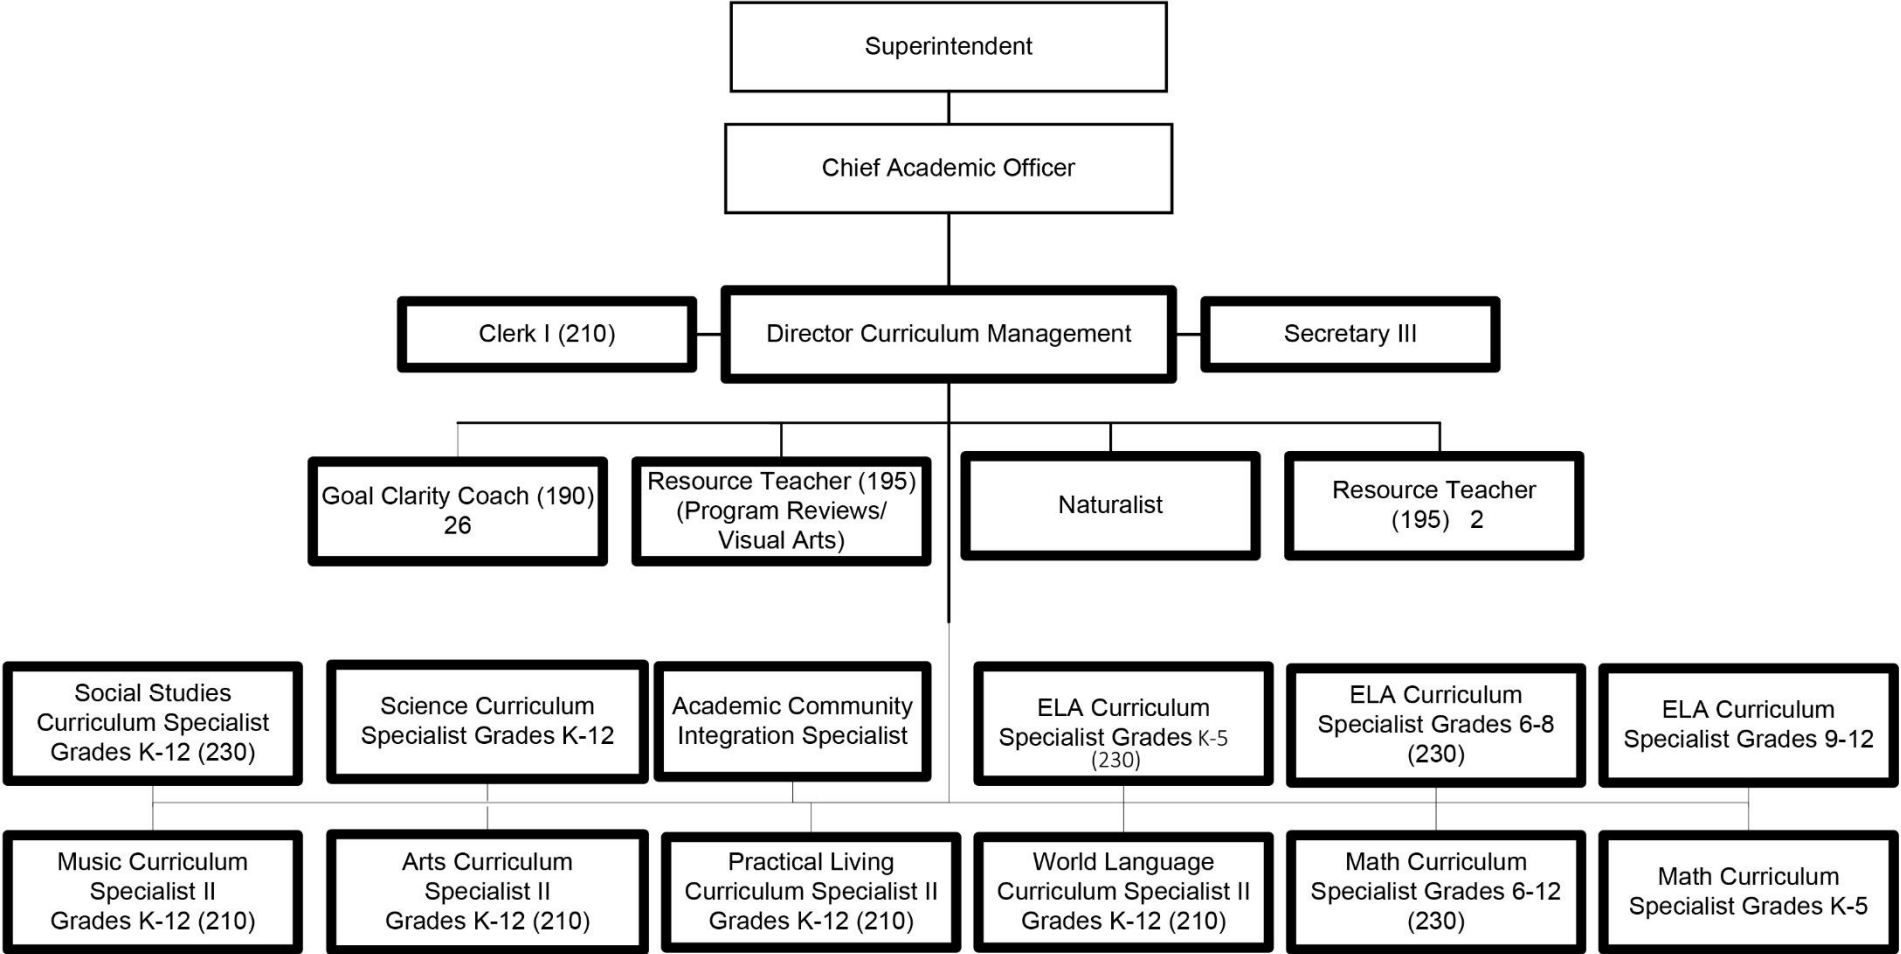 Superintendent
Chief Academic Officer
Clerk I (210)
Director Curriculum Management
Secretary III
Goal Clarity Coach (190)
26
Resource Teacher (195)
(Program Reviews/
Visual Arts)
Naturalist
Resource Teacher
(195) 2
Social Studies
Curriculum Specialist
Grades K-12 (230)
Science Curriculum
Specialist Grades K-12
Academic Community
Integration Specialist
ELA Curriculum
Specialist Grades K-5
(230)
ELA Curriculum
Specialist Grades 6-8
(230)
ELA Curriculum
Specialist Grades 9-12
Music Curriculum
Specialist II
Grades K-12 (210)
Arts Curriculum
Specialist II
Grades K-12 (210)
Practical Living
Curriculum Specialist II
Grades K-12 (210)
World Language
Curriculum Specialist II
Grades K-12 (210)
Math Curriculum
Specialist Grades 6-12
(230)
Math Curriculum
Specialist Grades K-5